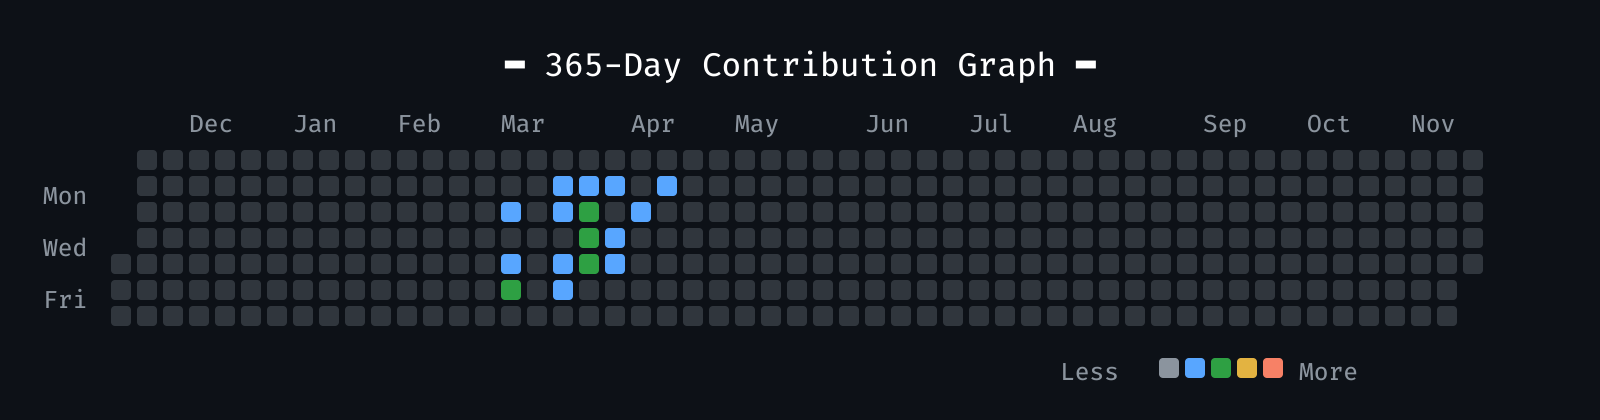 ━ 365-Day Contribution Graph ━
Dec Jan Feb Mar Apr May Jun Jul Aug Sep Oct Nov
Mon
Wed
Fri
Less More